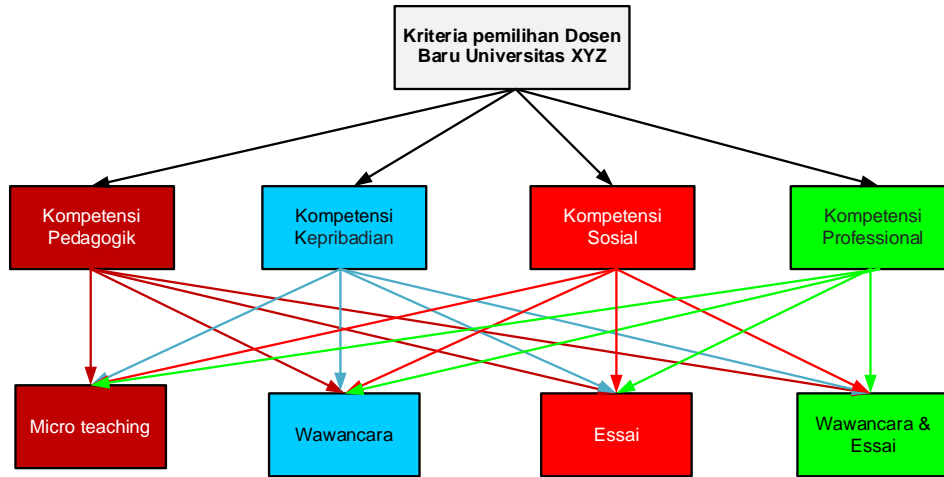 Kriteria pemilihan Dosen
Baru Universitas XYZ
Kompetensi
Pedagogik
Kompetensi
Kepribadian
Kompetensi
Sosial
Kompetensi
Professional
Micro teaching
Wawancara
Essai
Wawancara &
Essai